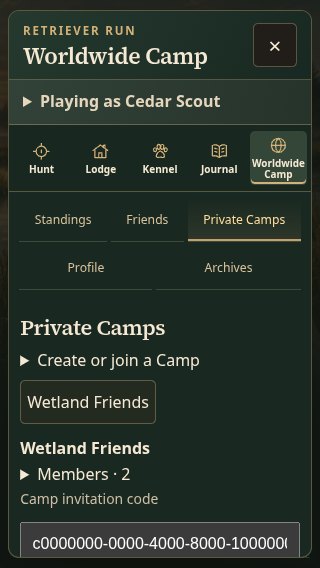 RETRIEVER RUN
Worldwide Camp
Playing as Cedar Scout
Hunt
Lodge
Kennel
Journal
Worldwide Camp
Standings
Friends
Private Camps
Profile
Archives
Private Camps
Create or join a Camp
Wetland Friends
Wetland Friends
Members · 2
Camp invitation code
c0000000-0000-4000-8000-1000000